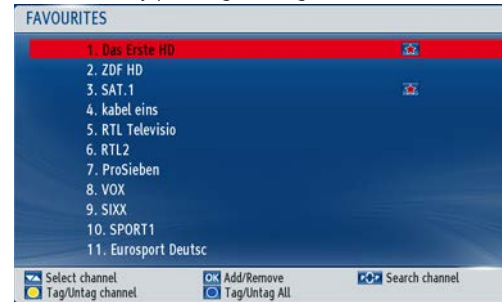 FAVOURITES
1. Das Erste HD
2. ZDF HD
3. SAT.1
4. kabel eins
5. RTL Televisio
6. RTL2
7. ProSieben
8. VOX
9. SIXX
10. SPORT1
11. Eurosport Deutsc
Select channel OK Add/Remove Search channel
Tag/Untag channel Tag/Untag All